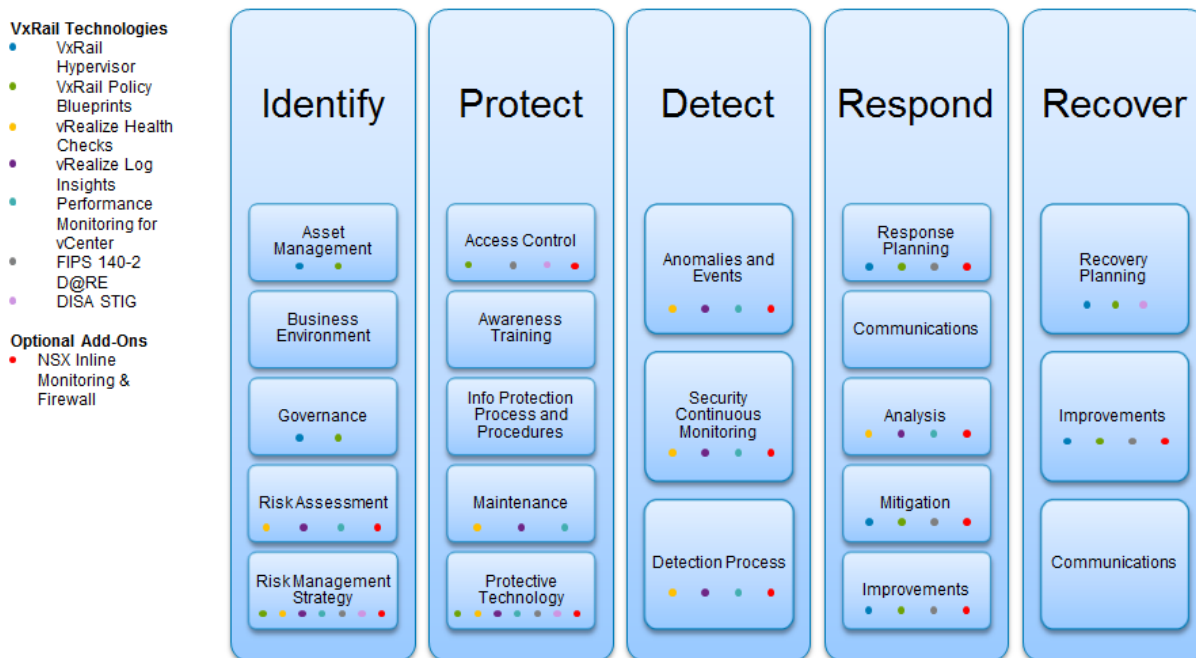 VxRail Technologies
VxRail
Hypervisor
VxRail Policy
Blueprints
vRealize Health
Checks
vRealize Log
Insights
Performance
Monitoring for
vCenter
FIPS 140-2
D@RE
DISA STIG
Optional Add-Ons
NSX Inline
Monitoring &
Firewall
Identify
Asset
Management
Business
Environment
Governance
Risk Assessment
Risk Management
Strategy
Protect
Access Control
Awareness
Training
Info Protection
Process and
Procedures
Maintenance
Protective
Technology
Detect
Anomalies and
Events
Security
Continuous
Monitoring
Detection Process
Respond
Response
Planning
Communications
Analysis
Mitigation
Improvements
Recover
Recovery
Planning
Improvements
Communications